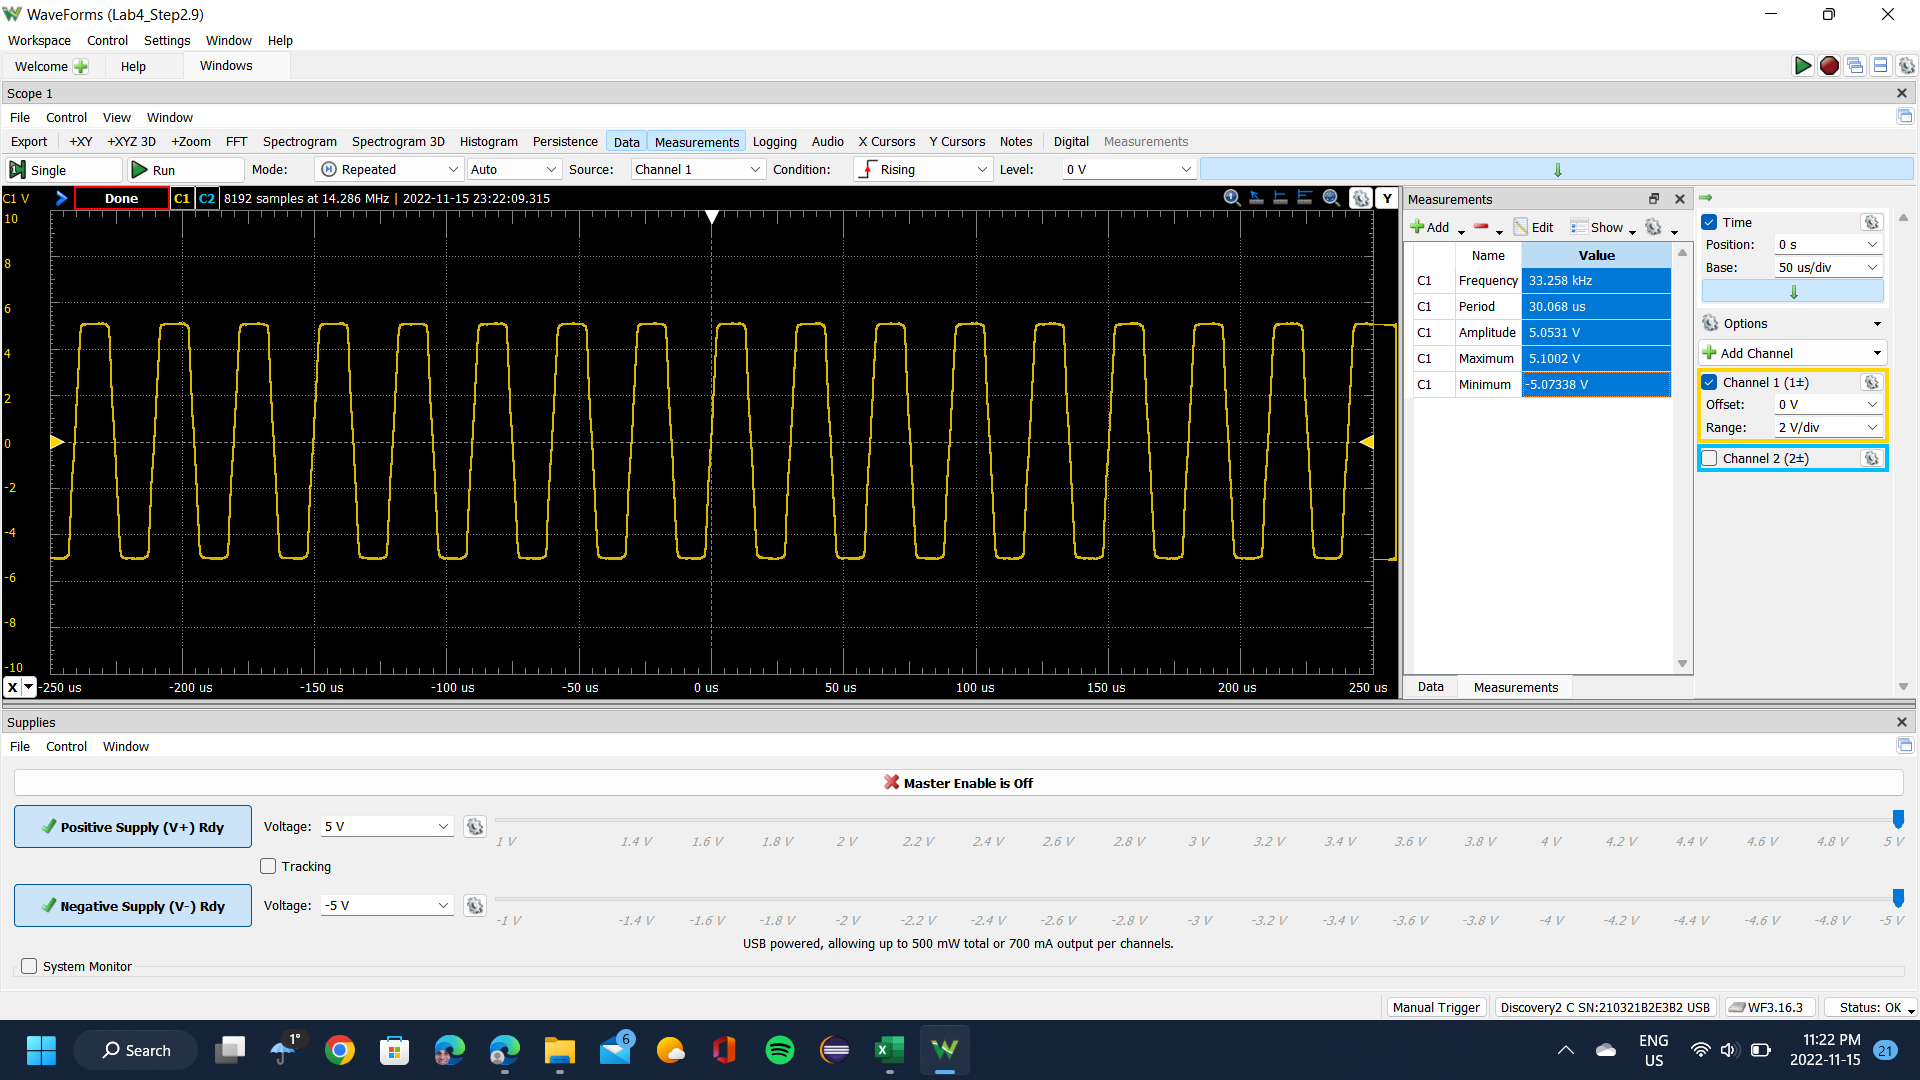 WaveForms (Lab4_Step2.9)
Workspace Control Settings Window Help
Welcome Help Windows
Scope 1
File Control View Window
Export +XY +XYZ 3D +Zoom FFT Spectrogram Spectrogram 3D Histogram Persistence Data Measurements Logging Audio X Cursors Y Cursors Notes Digital Measurements
Single Run Mode: Repeated Auto Source: Channel 1 Condition: Rising Level: 0 V
C1 V Done C1 C2 8192 samples at 14.286 MHz | 2022-11-15 23:22:09.315 Y
10
8
6
4
2
0
-2
-4
-6
-8
-10
X -250 us -200 us -150 us -100 us -50 us 0 us 50 us 100 us 150 us 200 us 250 us
Measurements
Add Edit Show
Name Value
C1 Frequency 33.258 kHz
C1 Period 30.068 us
C1 Amplitude 5.0531 V
C1 Maximum 5.1002 V
C1 Minimum -5.07338 V
Data Measurements
Time
Position: 0 s
Base: 50 us/div
Options
Add Channel
Channel 1 (1±)
Offset: 0 V
Range: 2 V/div
Channel 2 (2±)
Supplies
File Control Window
Master Enable is Off
Positive Supply (V+) Rdy Voltage: 5 V
1 V 1.4 V 1.6 V 1.8 V 2 V 2.2 V 2.4 V 2.6 V 2.8 V 3 V 3.2 V 3.4 V 3.6 V 3.8 V 4 V 4.2 V 4.4 V 4.6 V 4.8 V 5 V
Tracking
Negative Supply (V-) Rdy Voltage: -5 V
-1 V -1.4 V -1.6 V -1.8 V -2 V -2.2 V -2.4 V -2.6 V -2.8 V -3 V -3.2 V -3.4 V -3.6 V -3.8 V -4 V -4.2 V -4.4 V -4.6 V -4.8 V -5 V
USB powered, allowing up to 500 mW total or 700 mA output per channels.
System Monitor
Manual Trigger Discovery2 C SN:210321B2E3B2 USB WF3.16.3 Status: OK
Search 1° 6 ENG US 11:22 PM 2022-11-15 21